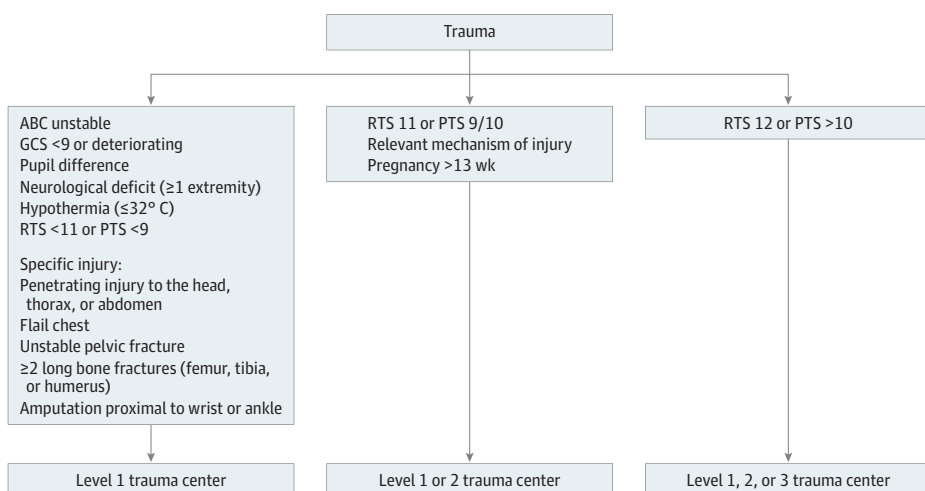 Trauma
ABC unstable
GCS <9 or deteriorating
Pupil difference
Neurological deficit (≥1 extremity)
Hypothermia (≤32° C)
RTS <11 or PTS <9
Specific injury:
Penetrating injury to the head,
thorax, or abdomen
Flail chest
Unstable pelvic fracture
≥2 long bone fractures (femur, tibia,
or humerus)
Amputation proximal to wrist or ankle
RTS 11 or PTS 9/10
Relevant mechanism of injury
Pregnancy >13 wk
RTS 12 or PTS >10
Level 1 trauma center
Level 1 or 2 trauma center
Level 1, 2, or 3 trauma center